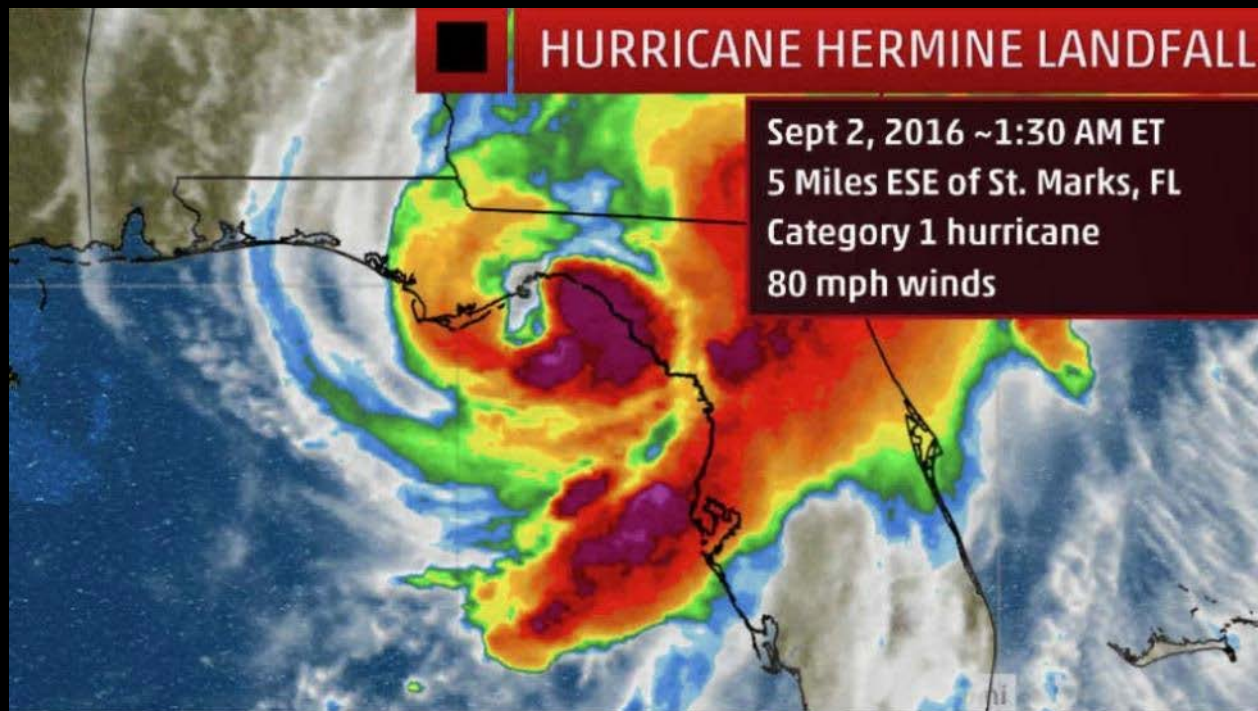 HURRICANE HERMINE LANDFALL
Sept 2, 2016 ~1:30 AM ET
5 Miles ESE of St. Marks, FL
Category 1 hurricane
80 mph winds